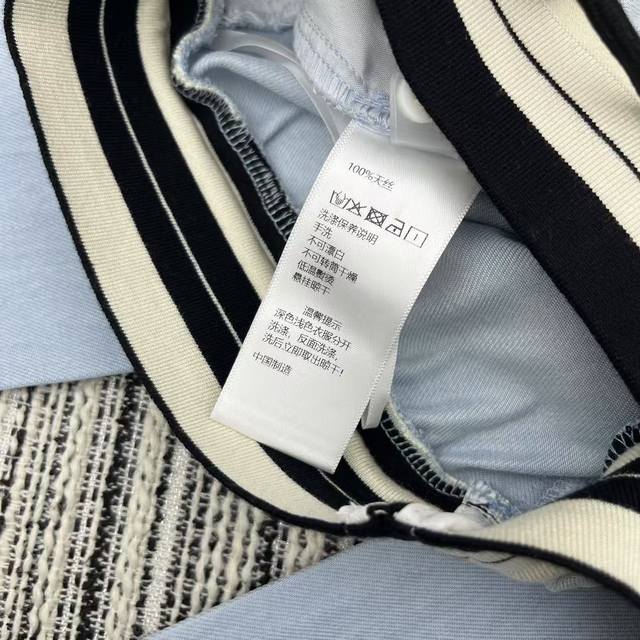 100%天丝
洗涤保养说明
手洗
不可漂白
不可转筒干燥
低温熨烫
悬挂晾干
温馨提示
深色浅色衣服分开
洗涤，反面洗涤，
洗后立即取出晾干！
中国制造